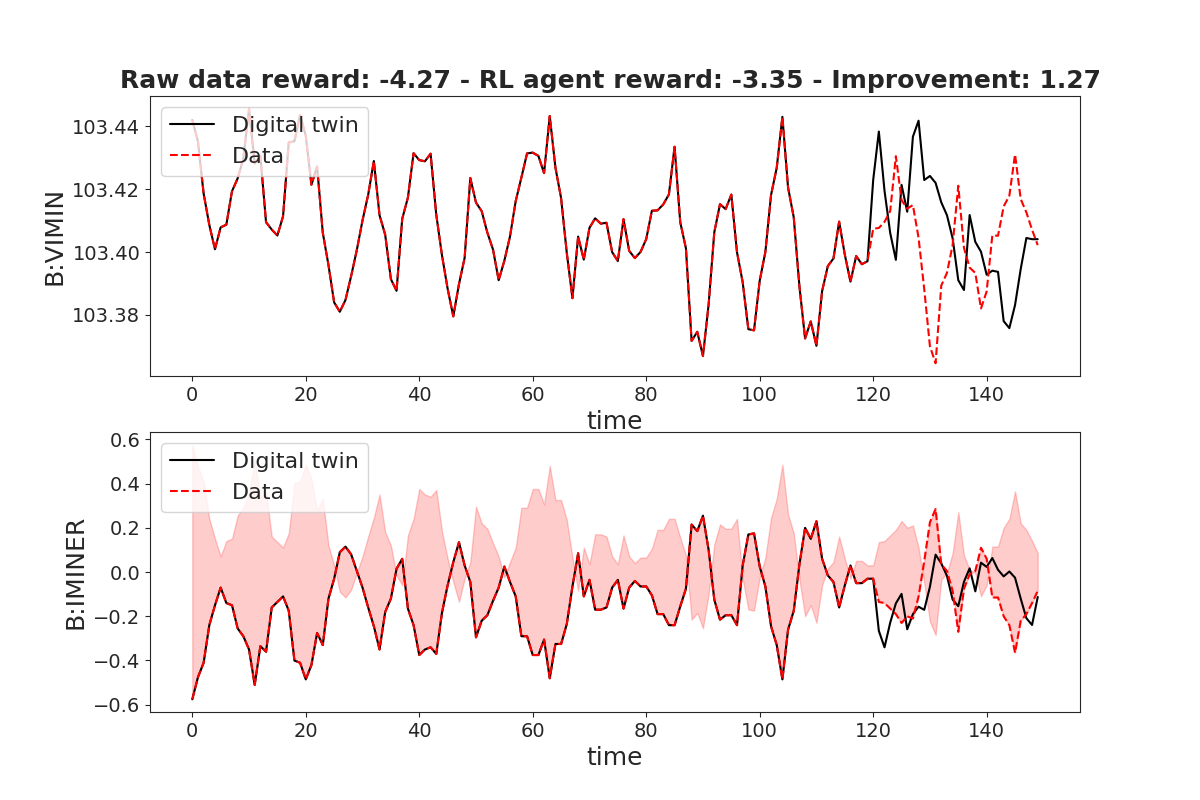 Raw data reward: -4.27 - RL agent reward: -3.35 - Improvement: 1.27
B:VIMIN
103.44
103.42
103.40
103.38
Digital twin
Data
0 20 40 60 80 100 120 140
time
B:IMINER
0.6
0.4
0.2
0.0
−0.2
−0.4
−0.6
Digital twin
Data
0 20 40 60 80 100 120 140
time